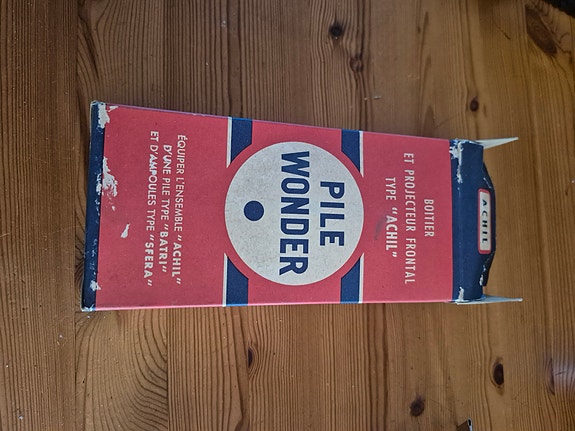 ACHIL
BOITIER
ET PROJECTEUR FRONTAL
TYPE "ACHIL"
PILE
WONDER
ÉQUIPER L'ENSEMBLE "ACHIL"
D'UNE PILE TYPE "BATRI"
ET D'AMPOULES TYPE "SFERA"